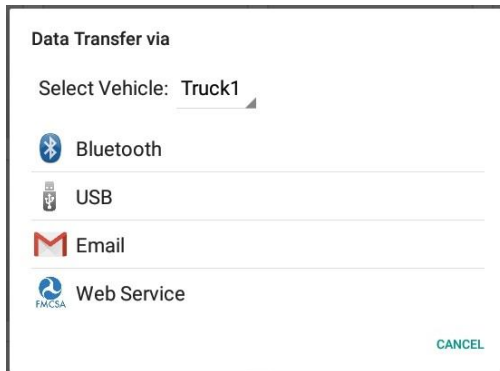 Data Transfer via
Select Vehicle: Truck1
Bluetooth
USB
Email
FMCSA Web Service
CANCEL